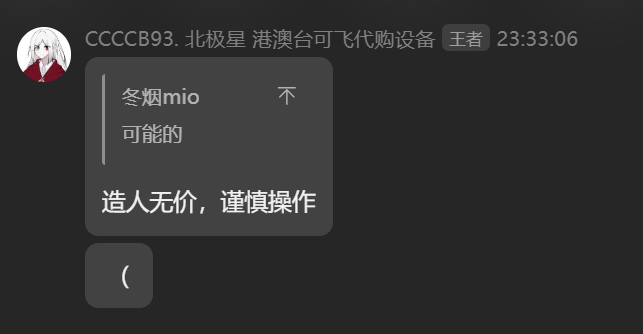 CCCCB93. 北极星 港澳台可飞代购设备 王者 23:33:06
冬烟mio
可能的
造人无价，谨慎操作
（